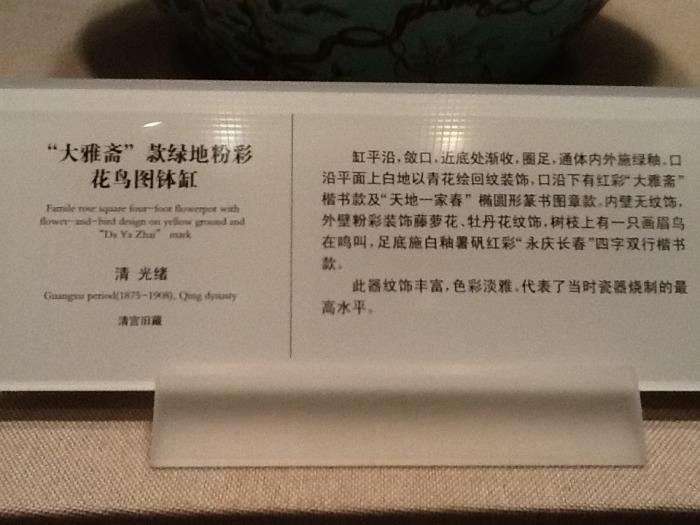 “大雅斋”款绿地粉彩
花鸟图钵缸
Famile rose square four-foot flowerpot with
flower-and-bird design on yellow ground and
“Da Ya Zhai” mark
清 光绪
Guangxu period(1875-1908), Qing dynasty
清宫旧藏
缸平沿,敛口,近底处渐收,圈足,通体内外施绿釉。口
沿平面上白地以青花绘回纹装饰,口沿下有红彩“大雅斋”
楷书款及“天地一家春”椭圆形篆书图章款。内壁无纹饰,
外壁粉彩装饰藤萝花、牡丹花纹饰,树枝上有一只画眉鸟
在鸣叫,足底施白釉署矾红彩“永庆长春”四字双行楷书
款。
此器纹饰丰富,色彩淡雅。代表了当时瓷器烧制的最
高水平。